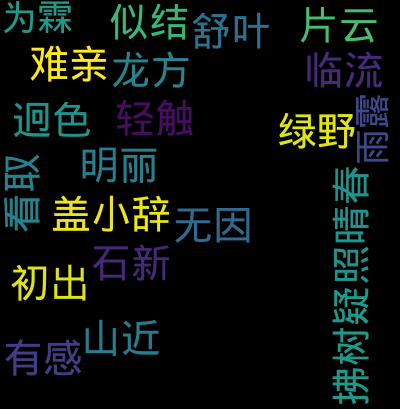 为霖
似结
舒叶
片云
难亲
龙方
临流
迥色
轻触
绿野
雨露
看取
明丽
盖小辞
无因
拂树疑照晴春
石新
初出
有感
山近